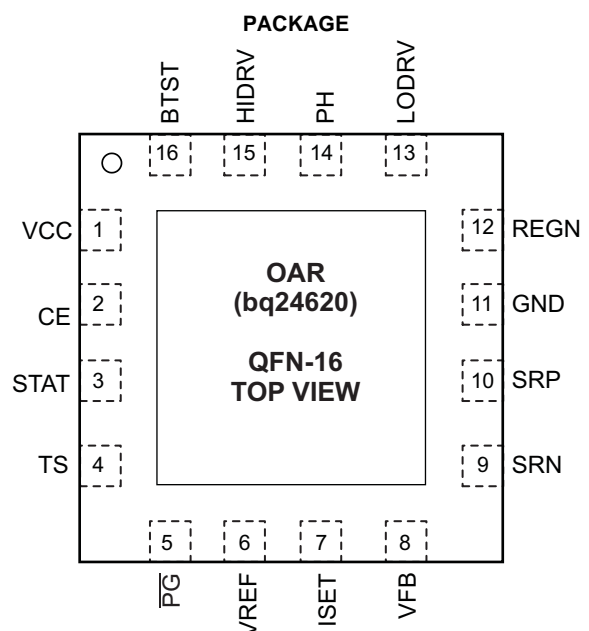 PACKAGE
BTST
HIDRV
PH
LODRV
16
15
14
13
VCC 1
12 REGN
CE 2
11 GND
STAT 3
10 SRP
TS 4
9 SRN
OAR
(bq24620)
QFN-16
TOP VIEW
5
6
7
8
PG
VREF
ISET
VFB